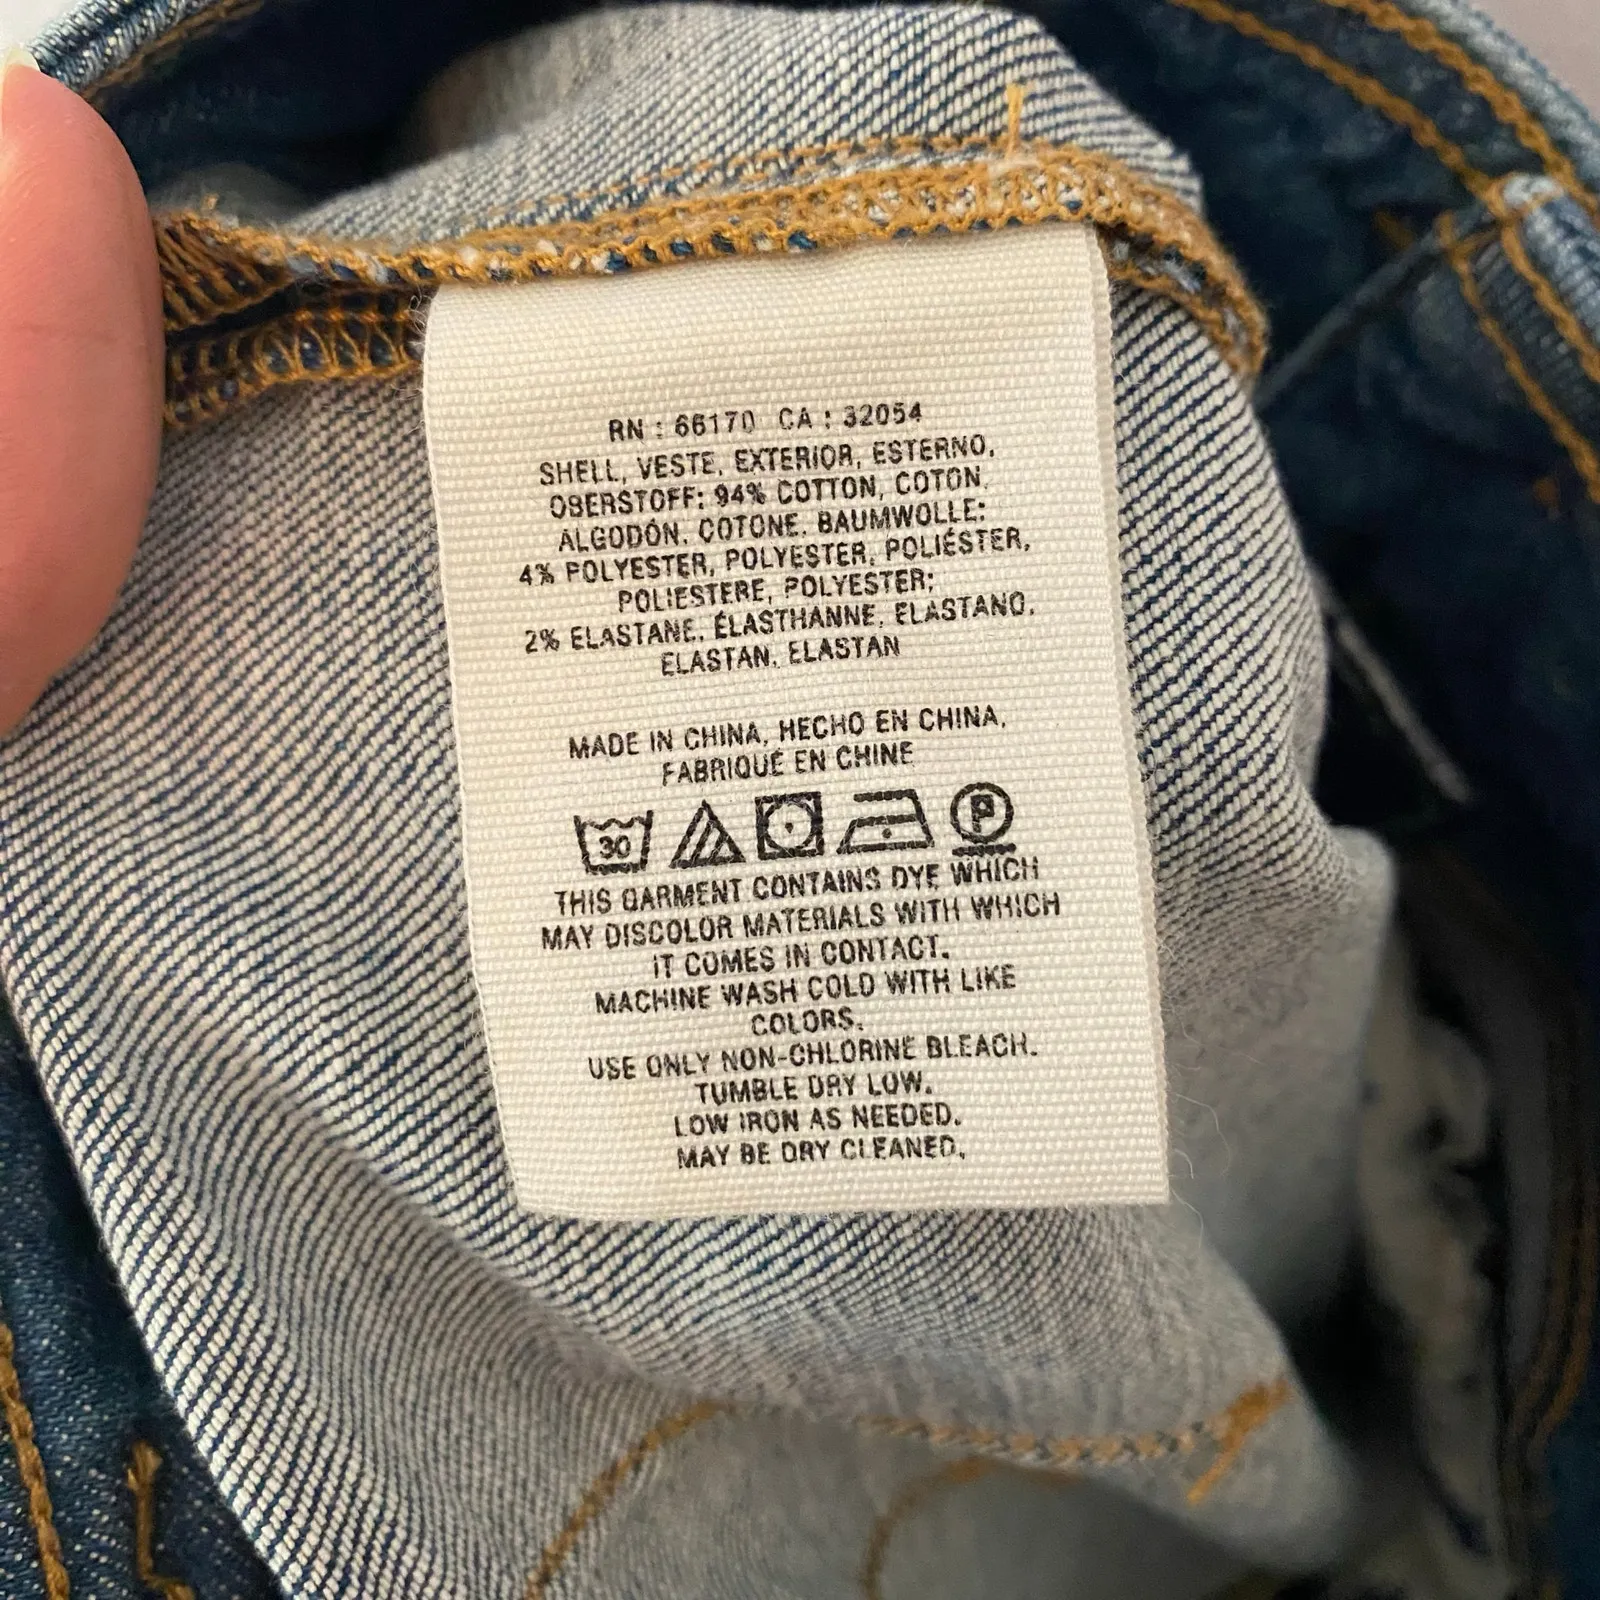 RN : 66170 CA : 32054
SHELL, VESTE, EXTERIOR, ESTERNO,
OBERSTOFF: 94% COTTON, COTON,
ALGODÓN, COTONE, BAUMWOLLE;
4% POLYESTER, POLYESTER, POLIÉSTER,
POLIESTERE, POLYESTER;
2% ELASTANE, ÉLASTHANNE, ELASTANO,
ELASTAN, ELASTAN
MADE IN CHINA, HECHO EN CHINA,
FABRIQUÉ EN CHINE
30 P
THIS GARMENT CONTAINS DYE WHICH
MAY DISCOLOR MATERIALS WITH WHICH
IT COMES IN CONTACT.
MACHINE WASH COLD WITH LIKE
COLORS.
USE ONLY NON-CHLORINE BLEACH.
TUMBLE DRY LOW.
LOW IRON AS NEEDED.
MAY BE DRY CLEANED.